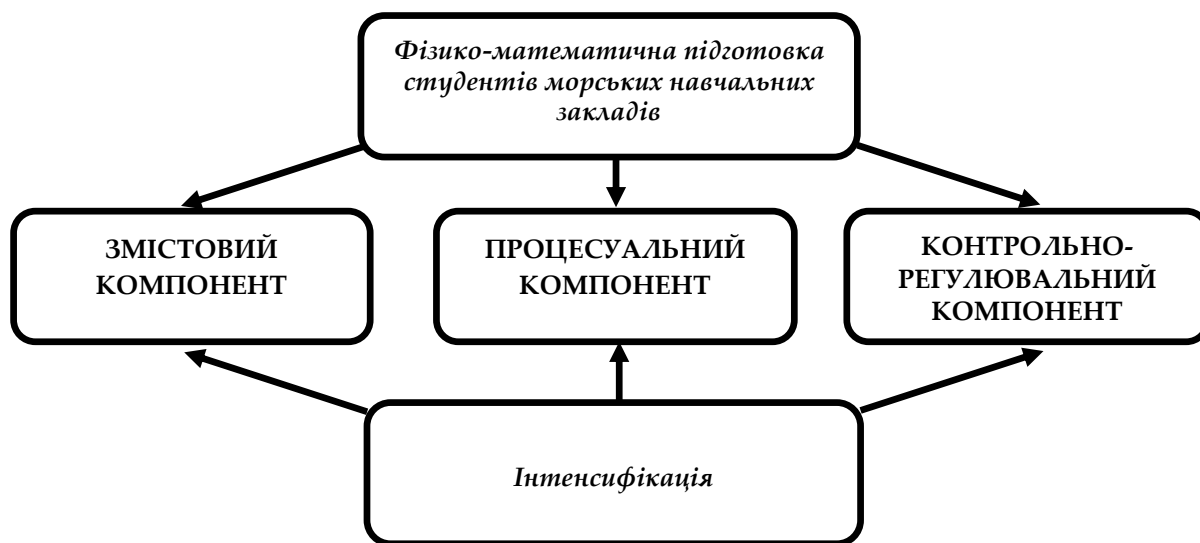 Фізико-математична підготовка
студентів морських навчальних
закладів
ЗМІСТОВИЙ
КОМПОНЕНТ
ПРОЦЕСУАЛЬНИЙ
КОМПОНЕНТ
КОНТРОЛЬНО-
РЕГУЛЮВАЛЬНИЙ
КОМПОНЕНТ
Інтенсифікація